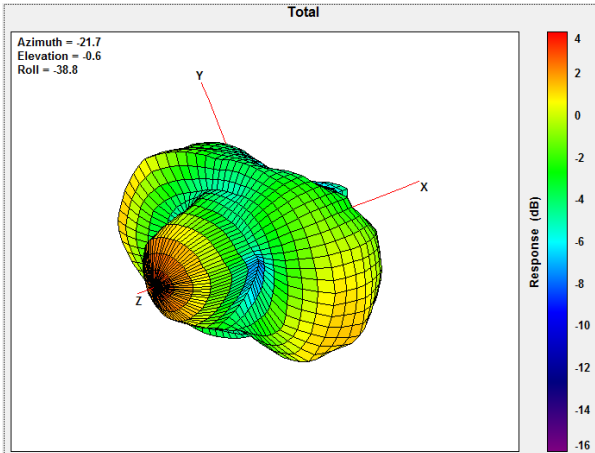 Total
Azimuth = -21.7
Elevation = -0.6
Roll = -38.8
Y
X
Z
4
2
0
-2
-4
-6
-8
-10
-12
-14
-16
Response (dB)